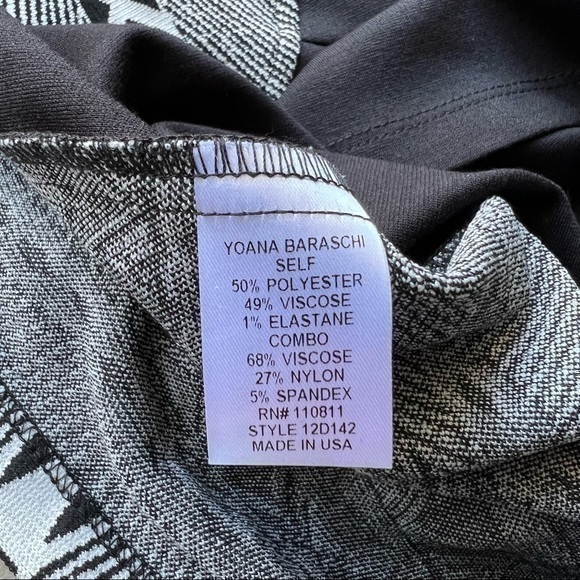 YOANA BARASCHI
SELF
50% POLYESTER
49% VISCOSE
1% ELASTANE
COMBO
68% VISCOSE
27% NYLON
5% SPANDEX
RN# 110811
STYLE 12D142
MADE IN USA